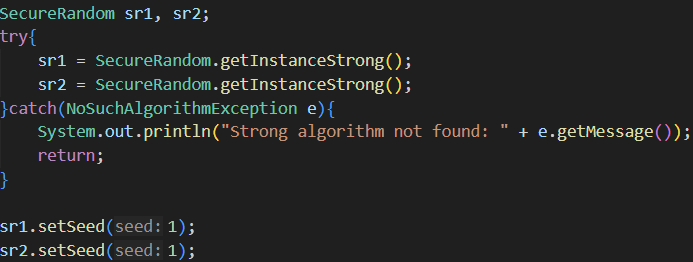 SecureRandom sr1, sr2;
try{
    sr1 = SecureRandom.getInstanceStrong();
    sr2 = SecureRandom.getInstanceStrong();
}catch(NoSuchAlgorithmException e){
    System.out.println("Strong algorithm not found: " + e.getMessage());
    return;
}

sr1.setSeed(seed: 1);
sr2.setSeed(seed: 1);